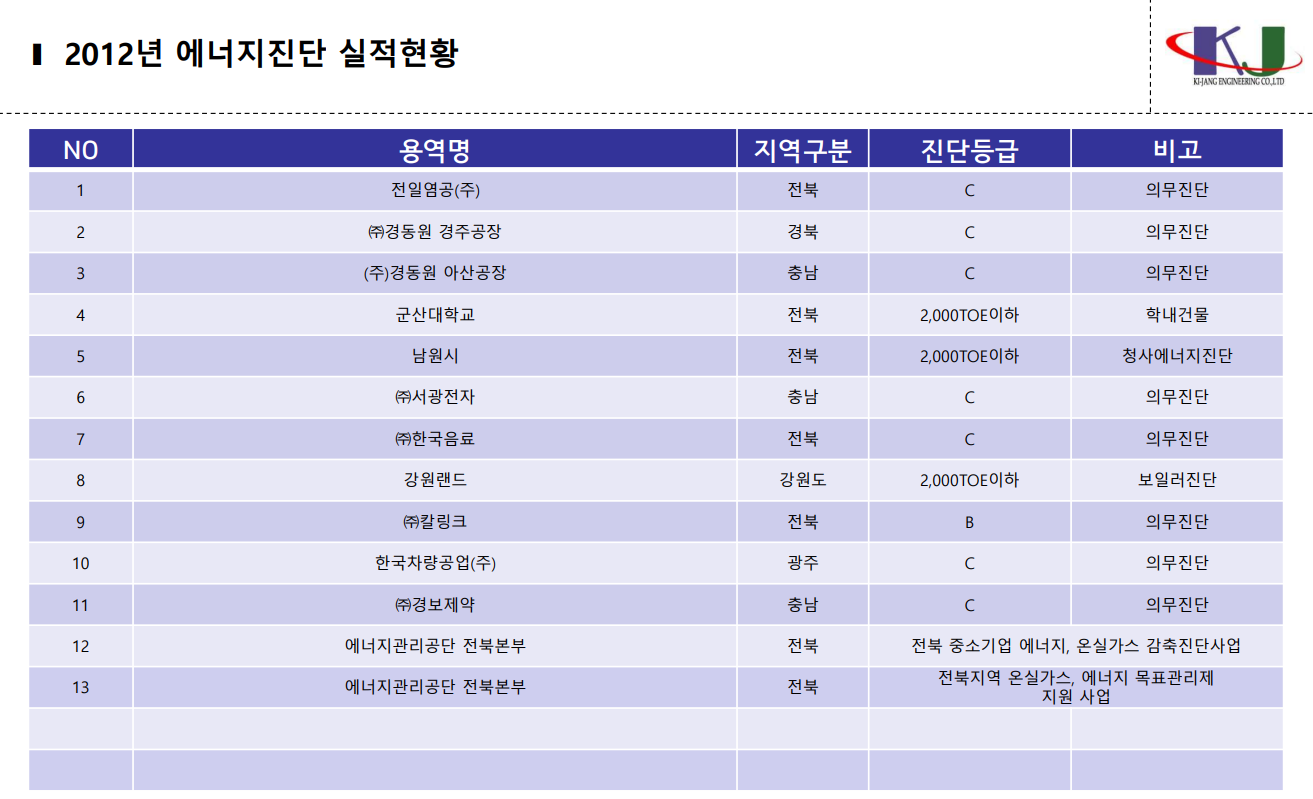 2012년 에너지진단 실적현황
KJ
KI-JANG ENGINEERING CO.,LTD
NO 용역명 지역구분 진단등급 비고
1 전일염공(주) 전북 C 의무진단
2 ㈜경동원 경주공장 경북 C 의무진단
3 (주)경동원 아산공장 충남 C 의무진단
4 군산대학교 전북 2,000TOE이하 학내건물
5 남원시 전북 2,000TOE이하 청사에너지진단
6 ㈜서광전자 충남 C 의무진단
7 ㈜한국음료 전북 C 의무진단
8 강원랜드 강원도 2,000TOE이하 보일러진단
9 ㈜칼링크 전북 B 의무진단
10 한국차량공업(주) 광주 C 의무진단
11 ㈜경보제약 충남 C 의무진단
12 에너지관리공단 전북본부 전북 전북 중소기업 에너지, 온실가스 감축진단사업
13 에너지관리공단 전북본부 전북 전북지역 온실가스, 에너지 목표관리제
지원 사업